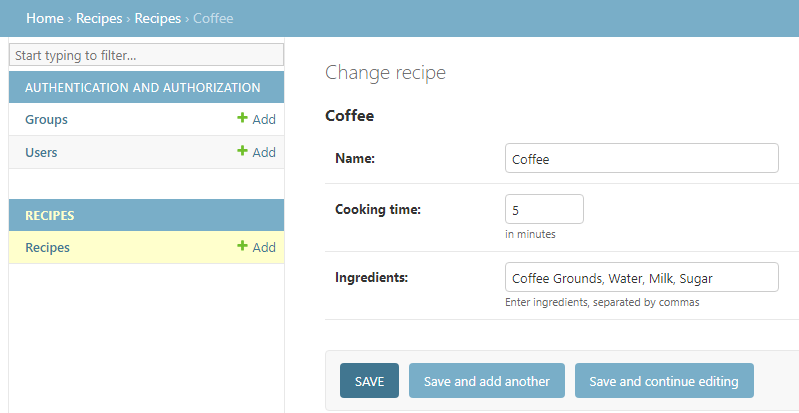 Home › Recipes › Recipes › Coffee
Start typing to filter...
AUTHENTICATION AND AUTHORIZATION
Groups + Add
Users + Add
RECIPES
Recipes + Add
Change recipe
Coffee
Name: Coffee
Cooking time: 5
in minutes
Ingredients: Coffee Grounds, Water, Milk, Sugar
Enter ingredients, separated by commas
SAVE Save and add another Save and continue editing